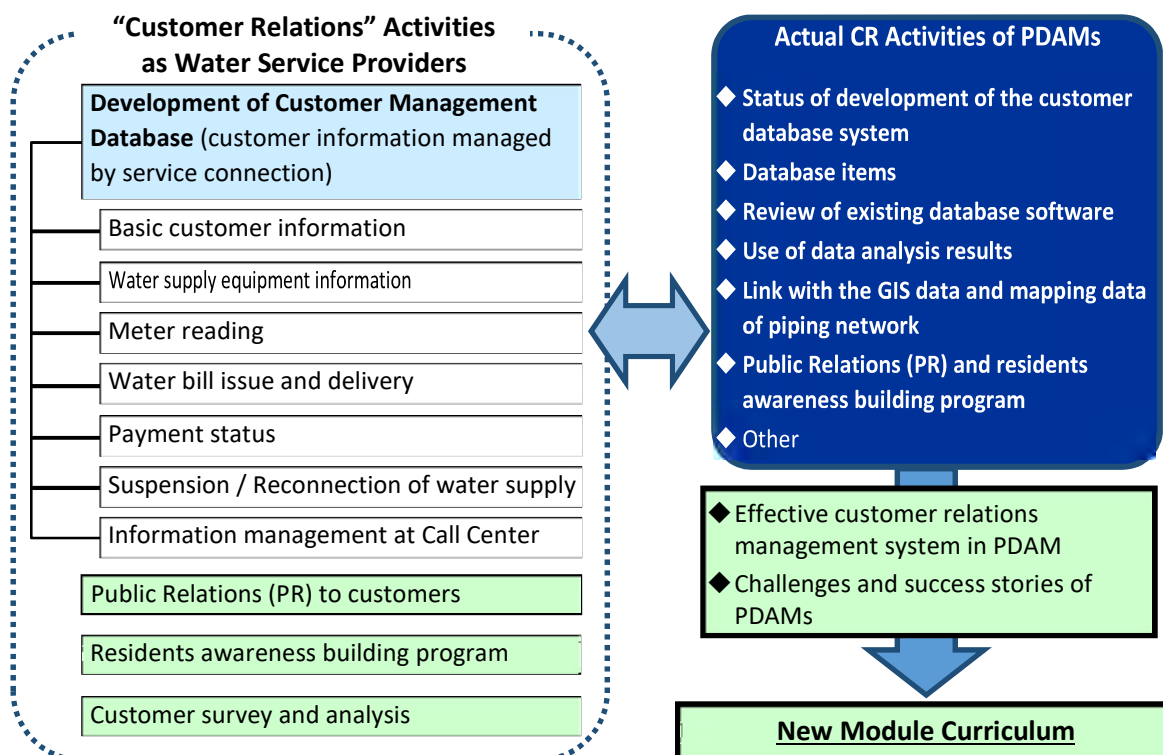 “Customer Relations” Activities
as Water Service Providers
Development of Customer Management
Database (customer information managed
by service connection)
Basic customer information
Water supply equipment information
Meter reading
Water bill issue and delivery
Payment status
Suspension / Reconnection of water supply
Information management at Call Center
Public Relations (PR) to customers
Residents awareness building program
Customer survey and analysis
Actual CR Activities of PDAMs
◆ Status of development of the customer
database system
◆ Database items
◆ Review of existing database software
◆ Use of data analysis results
◆ Link with the GIS data and mapping data
of piping network
◆ Public Relations (PR) and residents
awareness building program
◆ Other
◆ Effective customer relations
management system in PDAM
◆ Challenges and success stories of
PDAMs
New Module Curriculum